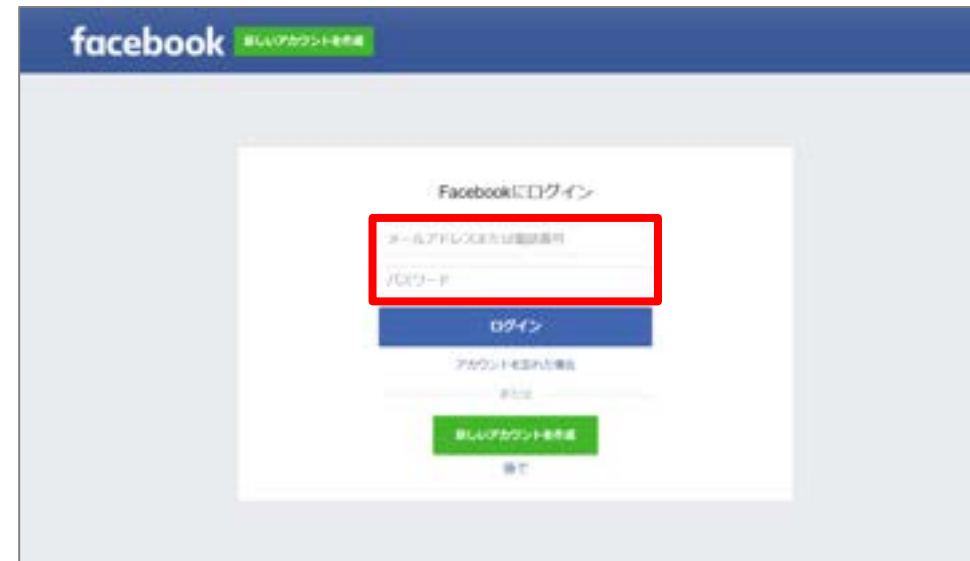 facebook 新しいアカウントを作成
Facebookにログイン
メールアドレスまたは電話番号
パスワード
ログイン
アカウントを忘れた場合
または
新しいアカウントを作成
後で